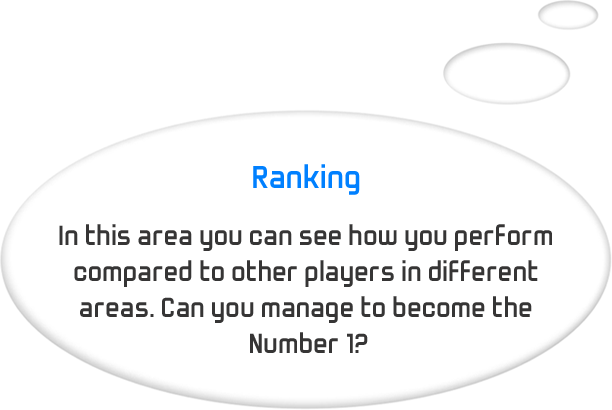 Ranking
In this area you can see how you perform
compared to other players in different
areas. Can you manage to become the
Number 1?